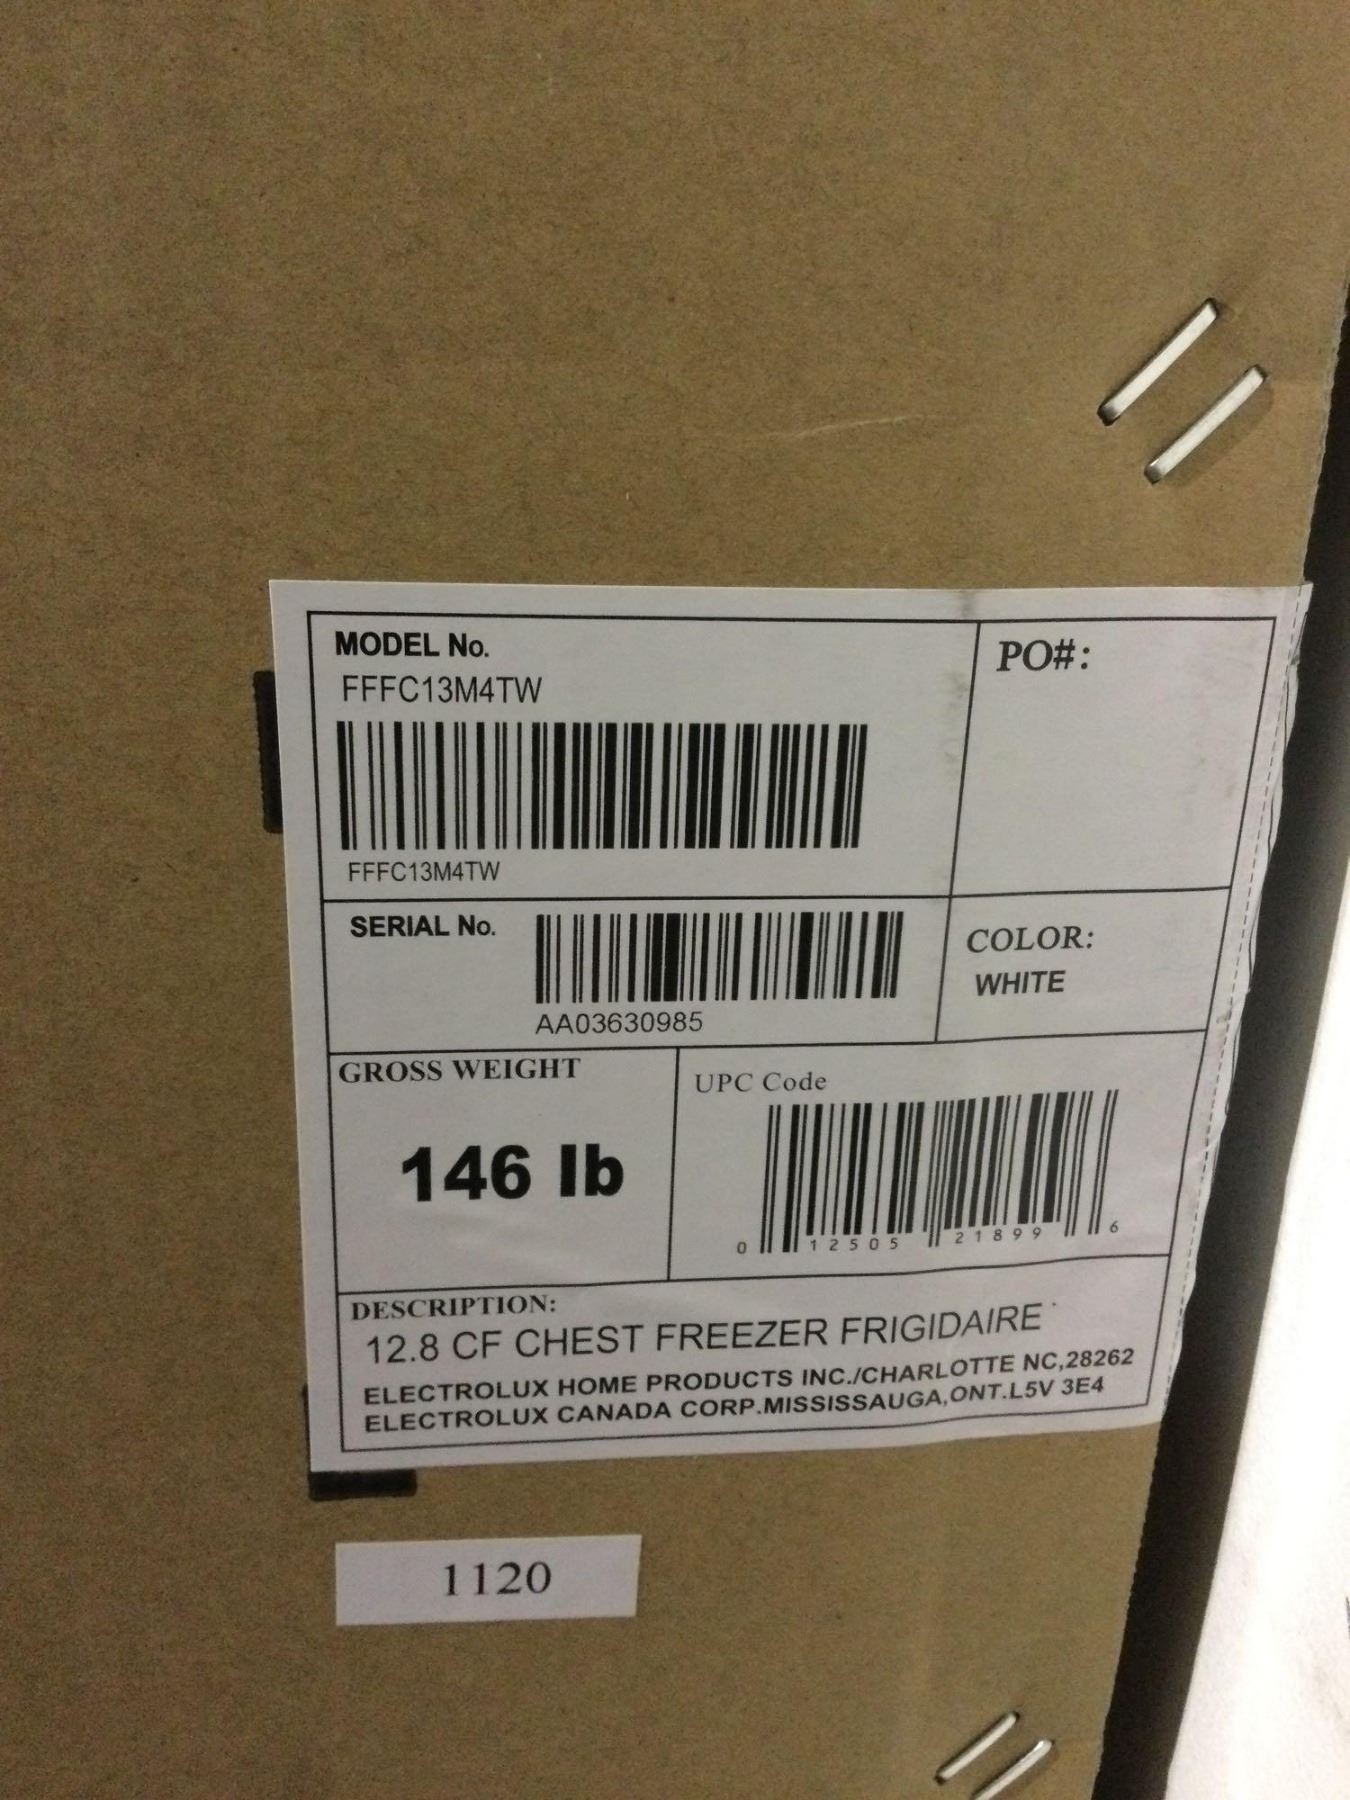 MODEL No.
FFFC13M4TW
FFFC13M4TW
PO#:
SERIAL No.
AA03630985
COLOR:
WHITE
GROSS WEIGHT
146 lb
UPC Code
0 12505 21899 6
DESCRIPTION:
12.8 CF CHEST FREEZER FRIGIDAIRE
ELECTROLUX HOME PRODUCTS INC./CHARLOTTE NC,28262
ELECTROLUX CANADA CORP.MISSISSAUGA,ONT.L5V 3E4
1120